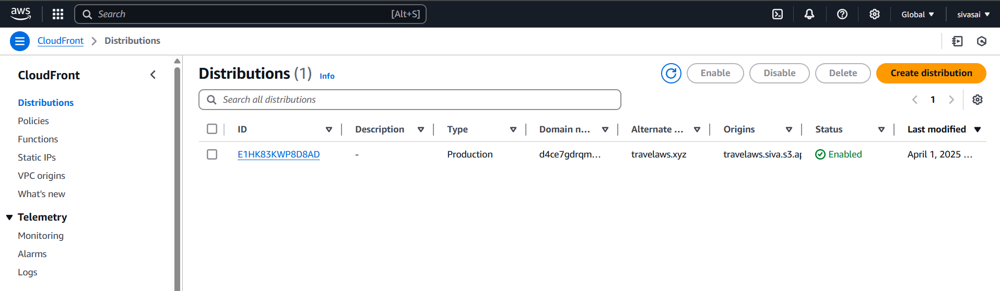 aws Search [Alt+S] Global sivasai
CloudFront Distributions
CloudFront
Distributions
Policies
Functions
Static IPs
VPC origins
What's new
Telemetry
Monitoring
Alarms
Logs
Distributions (1) Info Enable Disable Delete Create distribution
Search all distributions 1
ID Description Type Domain n... Alternate ... Origins Status Last modified
E1HK83KWP8D8AD - Production d4ce7gdrqm... travelaws.xyz travelaws.siva.s3.ap Enabled April 1, 2025 ...